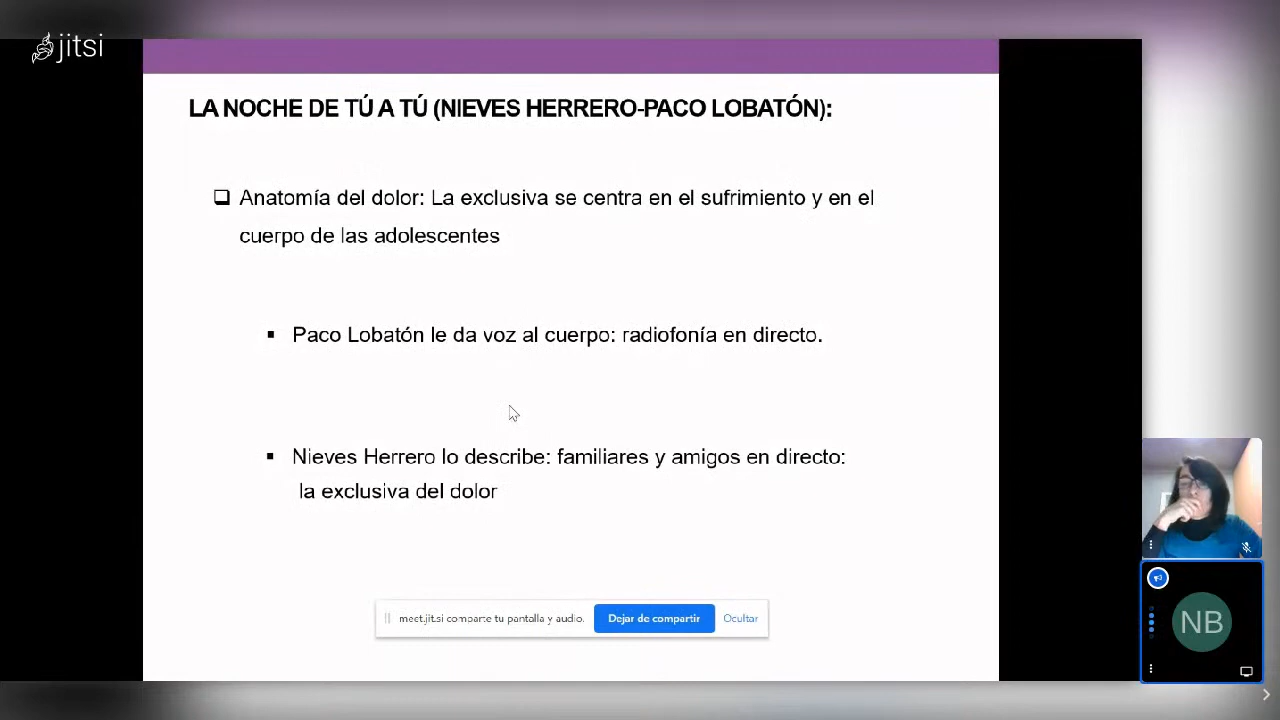 jitsi
LA NOCHE DE TÚ A TÚ (NIEVES HERRERO-PACO LOBATÓN):
Anatomía del dolor: La exclusiva se centra en el sufrimiento y en el
cuerpo de las adolescentes
Paco Lobatón le da voz al cuerpo: radiofonía en directo.
Nieves Herrero lo describe: familiares y amigos en directo:
la exclusiva del dolor
meet.jit.si comparte tu pantalla y audio. Dejar de compartir Ocultar
NB